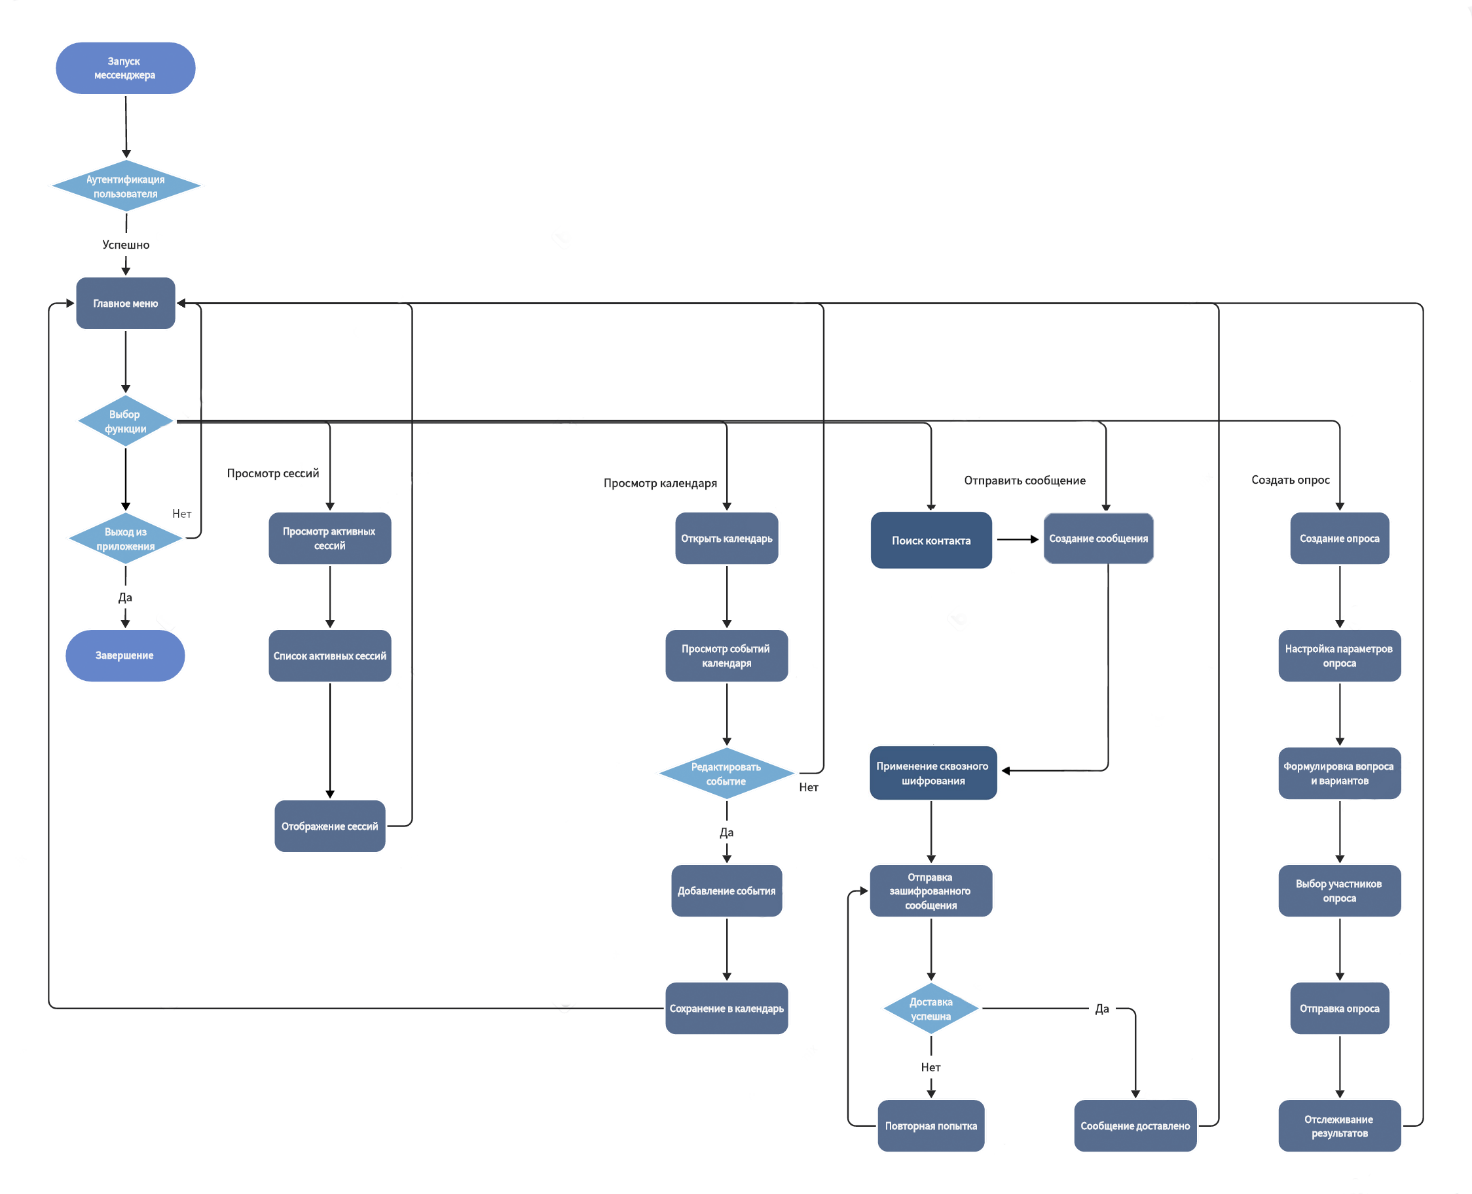 Запуск
мессенджера
Аутентификация
пользователя
Успешно
Главное меню
Выбор
функции
Выход из
приложения
Нет
Да
Завершение
Просмотр сессий
Просмотр активных
сессий
Список активных сессий
Отображение сессий
Просмотр календаря
Открыть календарь
Просмотр событий
календаря
Редактировать
событие
Нет
Да
Добавление события
Сохранение в календарь
Отправить сообщение
Поиск контакта
Создание сообщения
Применение сквозного
шифрования
Отправка
зашифрованного
сообщения
Доставка
успешна
Да
Нет
Повторная попытка
Сообщение доставлено
Создать опрос
Создание опроса
Настройка параметров
опроса
Формулировка вопроса
и вариантов
Выбор участников
опроса
Отправка опроса
Отслеживание
результатов